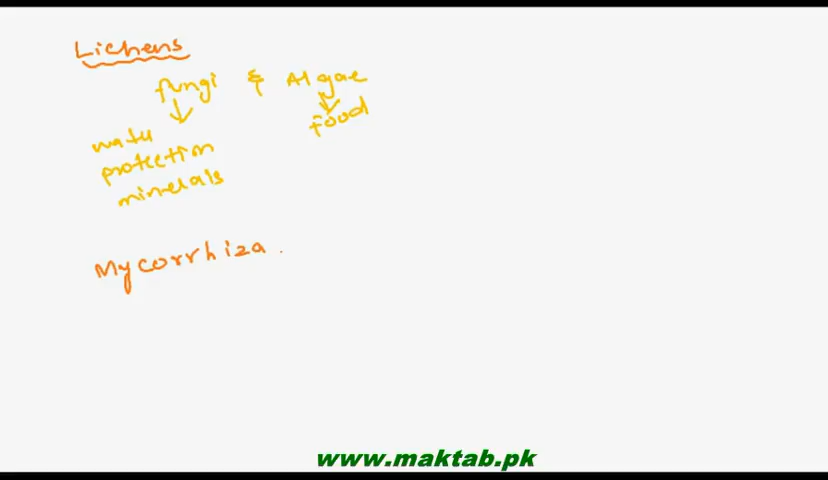 Lichens
fungi & Algae
water
food
protection
minerals
Mycorrhiza
www.maktab.pk